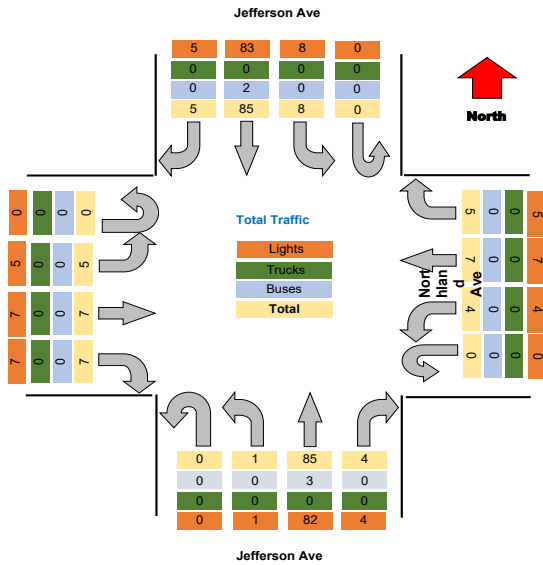 Jefferson Ave
5 83 8 0
0 0 0 0
0 2 0 0
5 85 8 0
North
0 0 0 0
5 0 0 5
7 0 0 7
7 0 0 7
Total Traffic
Lights
Trucks
Buses
Total
5 0 0 5
7 0 0 7
4 0 0 4
0 0 0 0
Nort
hlan
d
Ave
0 1 85 4
0 0 3 0
0 0 0 0
0 1 82 4
Jefferson Ave